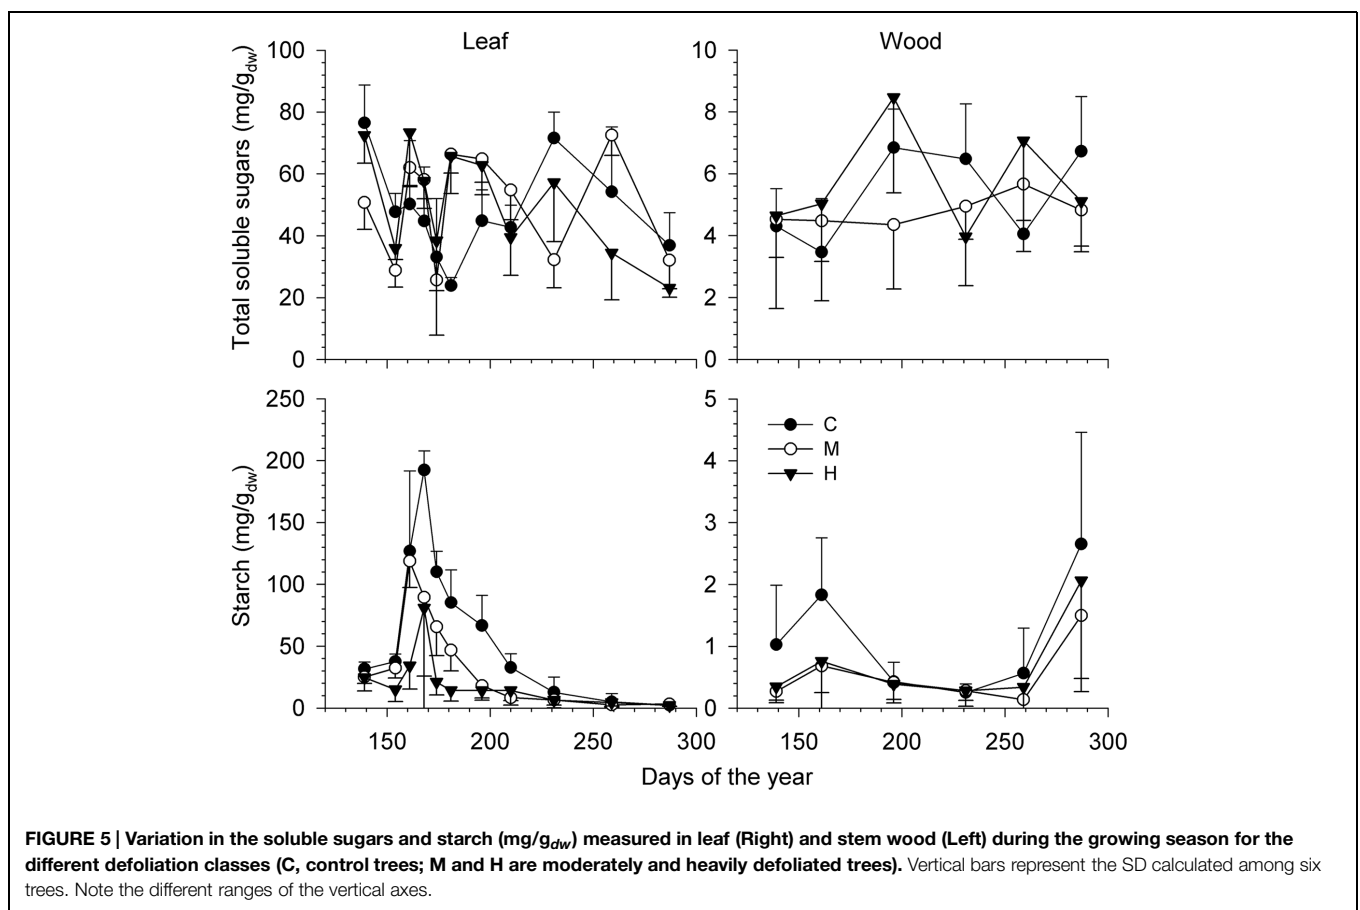 Leaf
Wood
Total soluble sugars (mg/gdw)
100
80
60
40
20
0
10
8
6
4
2
0
Starch (mg/gdw)
250
200
150
100
50
0
5
4
3
2
1
0
C
M
H
150 200 250 300
150 200 250 300
Days of the year
FIGURE 5 | Variation in the soluble sugars and starch (mg/gdw) measured in leaf (Right) and stem wood (Left) during the growing season for the
different defoliation classes (C, control trees; M and H are moderately and heavily defoliated trees). Vertical bars represent the SD calculated among six
trees. Note the different ranges of the vertical axes.